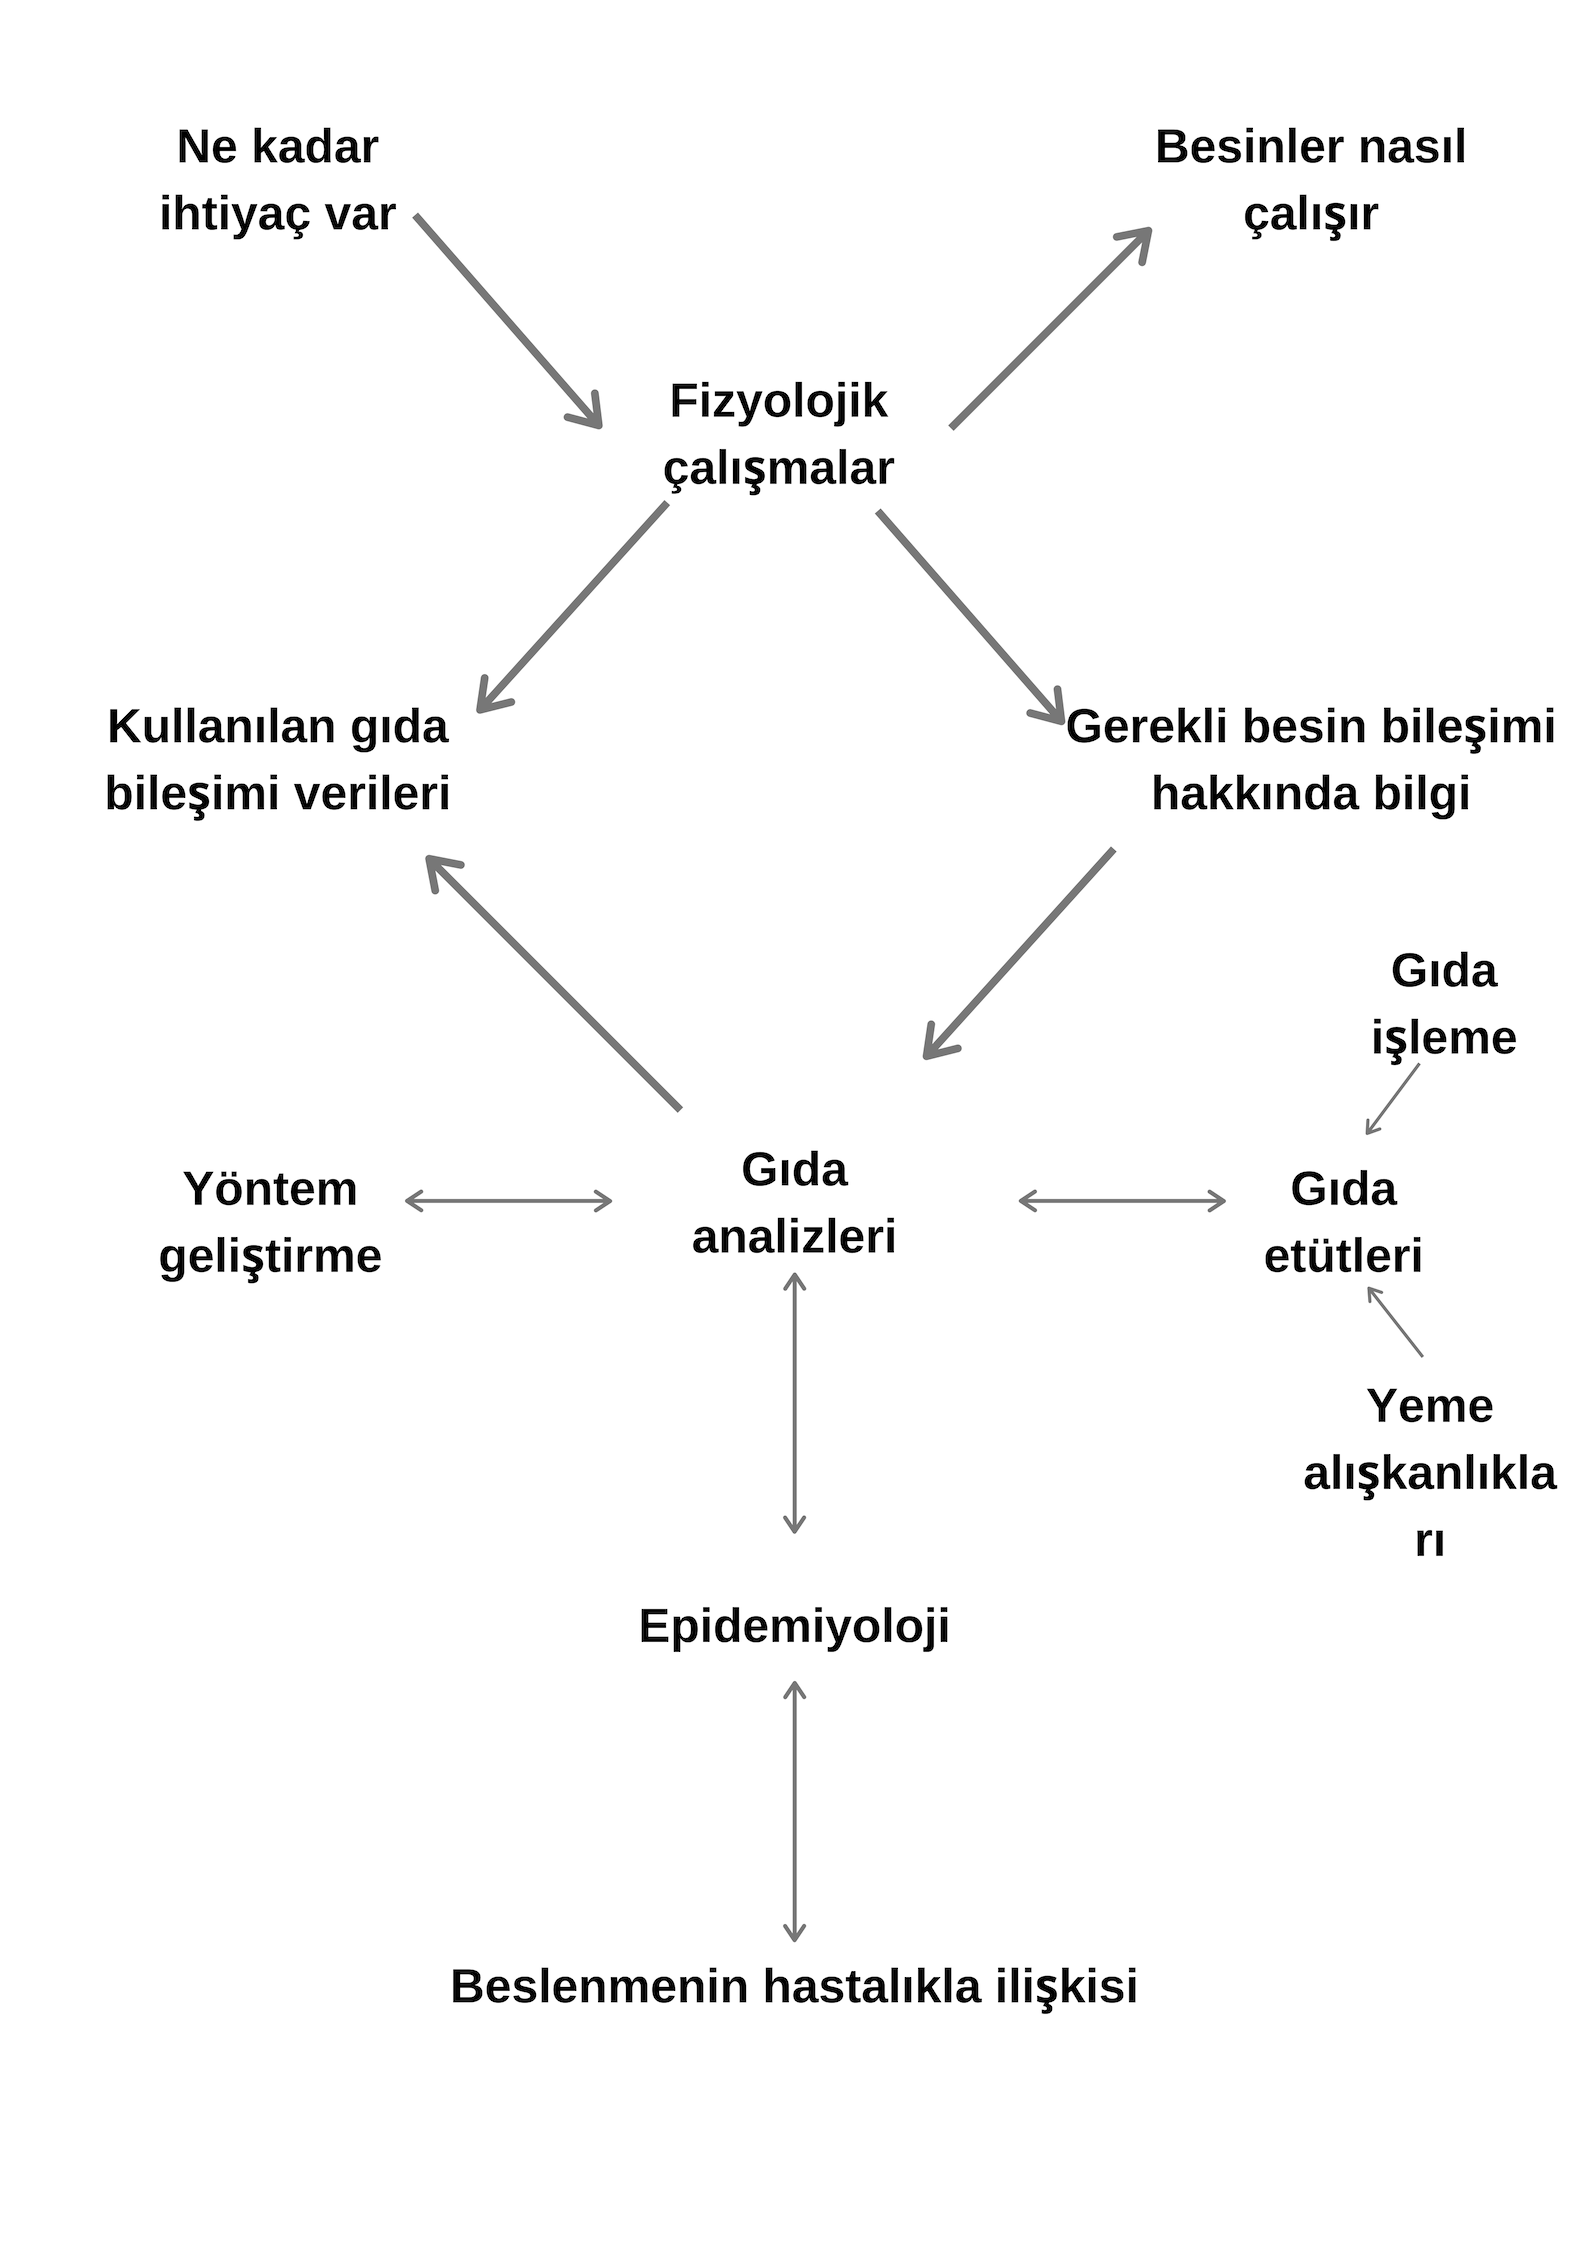 Ne kadar
ihtiyaç var
Besinler nasıl
çalışır
Fizyolojik
çalışmalar
Kullanılan gıda
bileşimi verileri
Gerekli besin bileşimi
hakkında bilgi
Gıda
işleme
Yöntem
geliştirme
Gıda
analizleri
Gıda
etütleri
Yeme
alışkanlıkla
rı
Epidemiyoloji
Beslenmenin hastalıkla ilişkisi